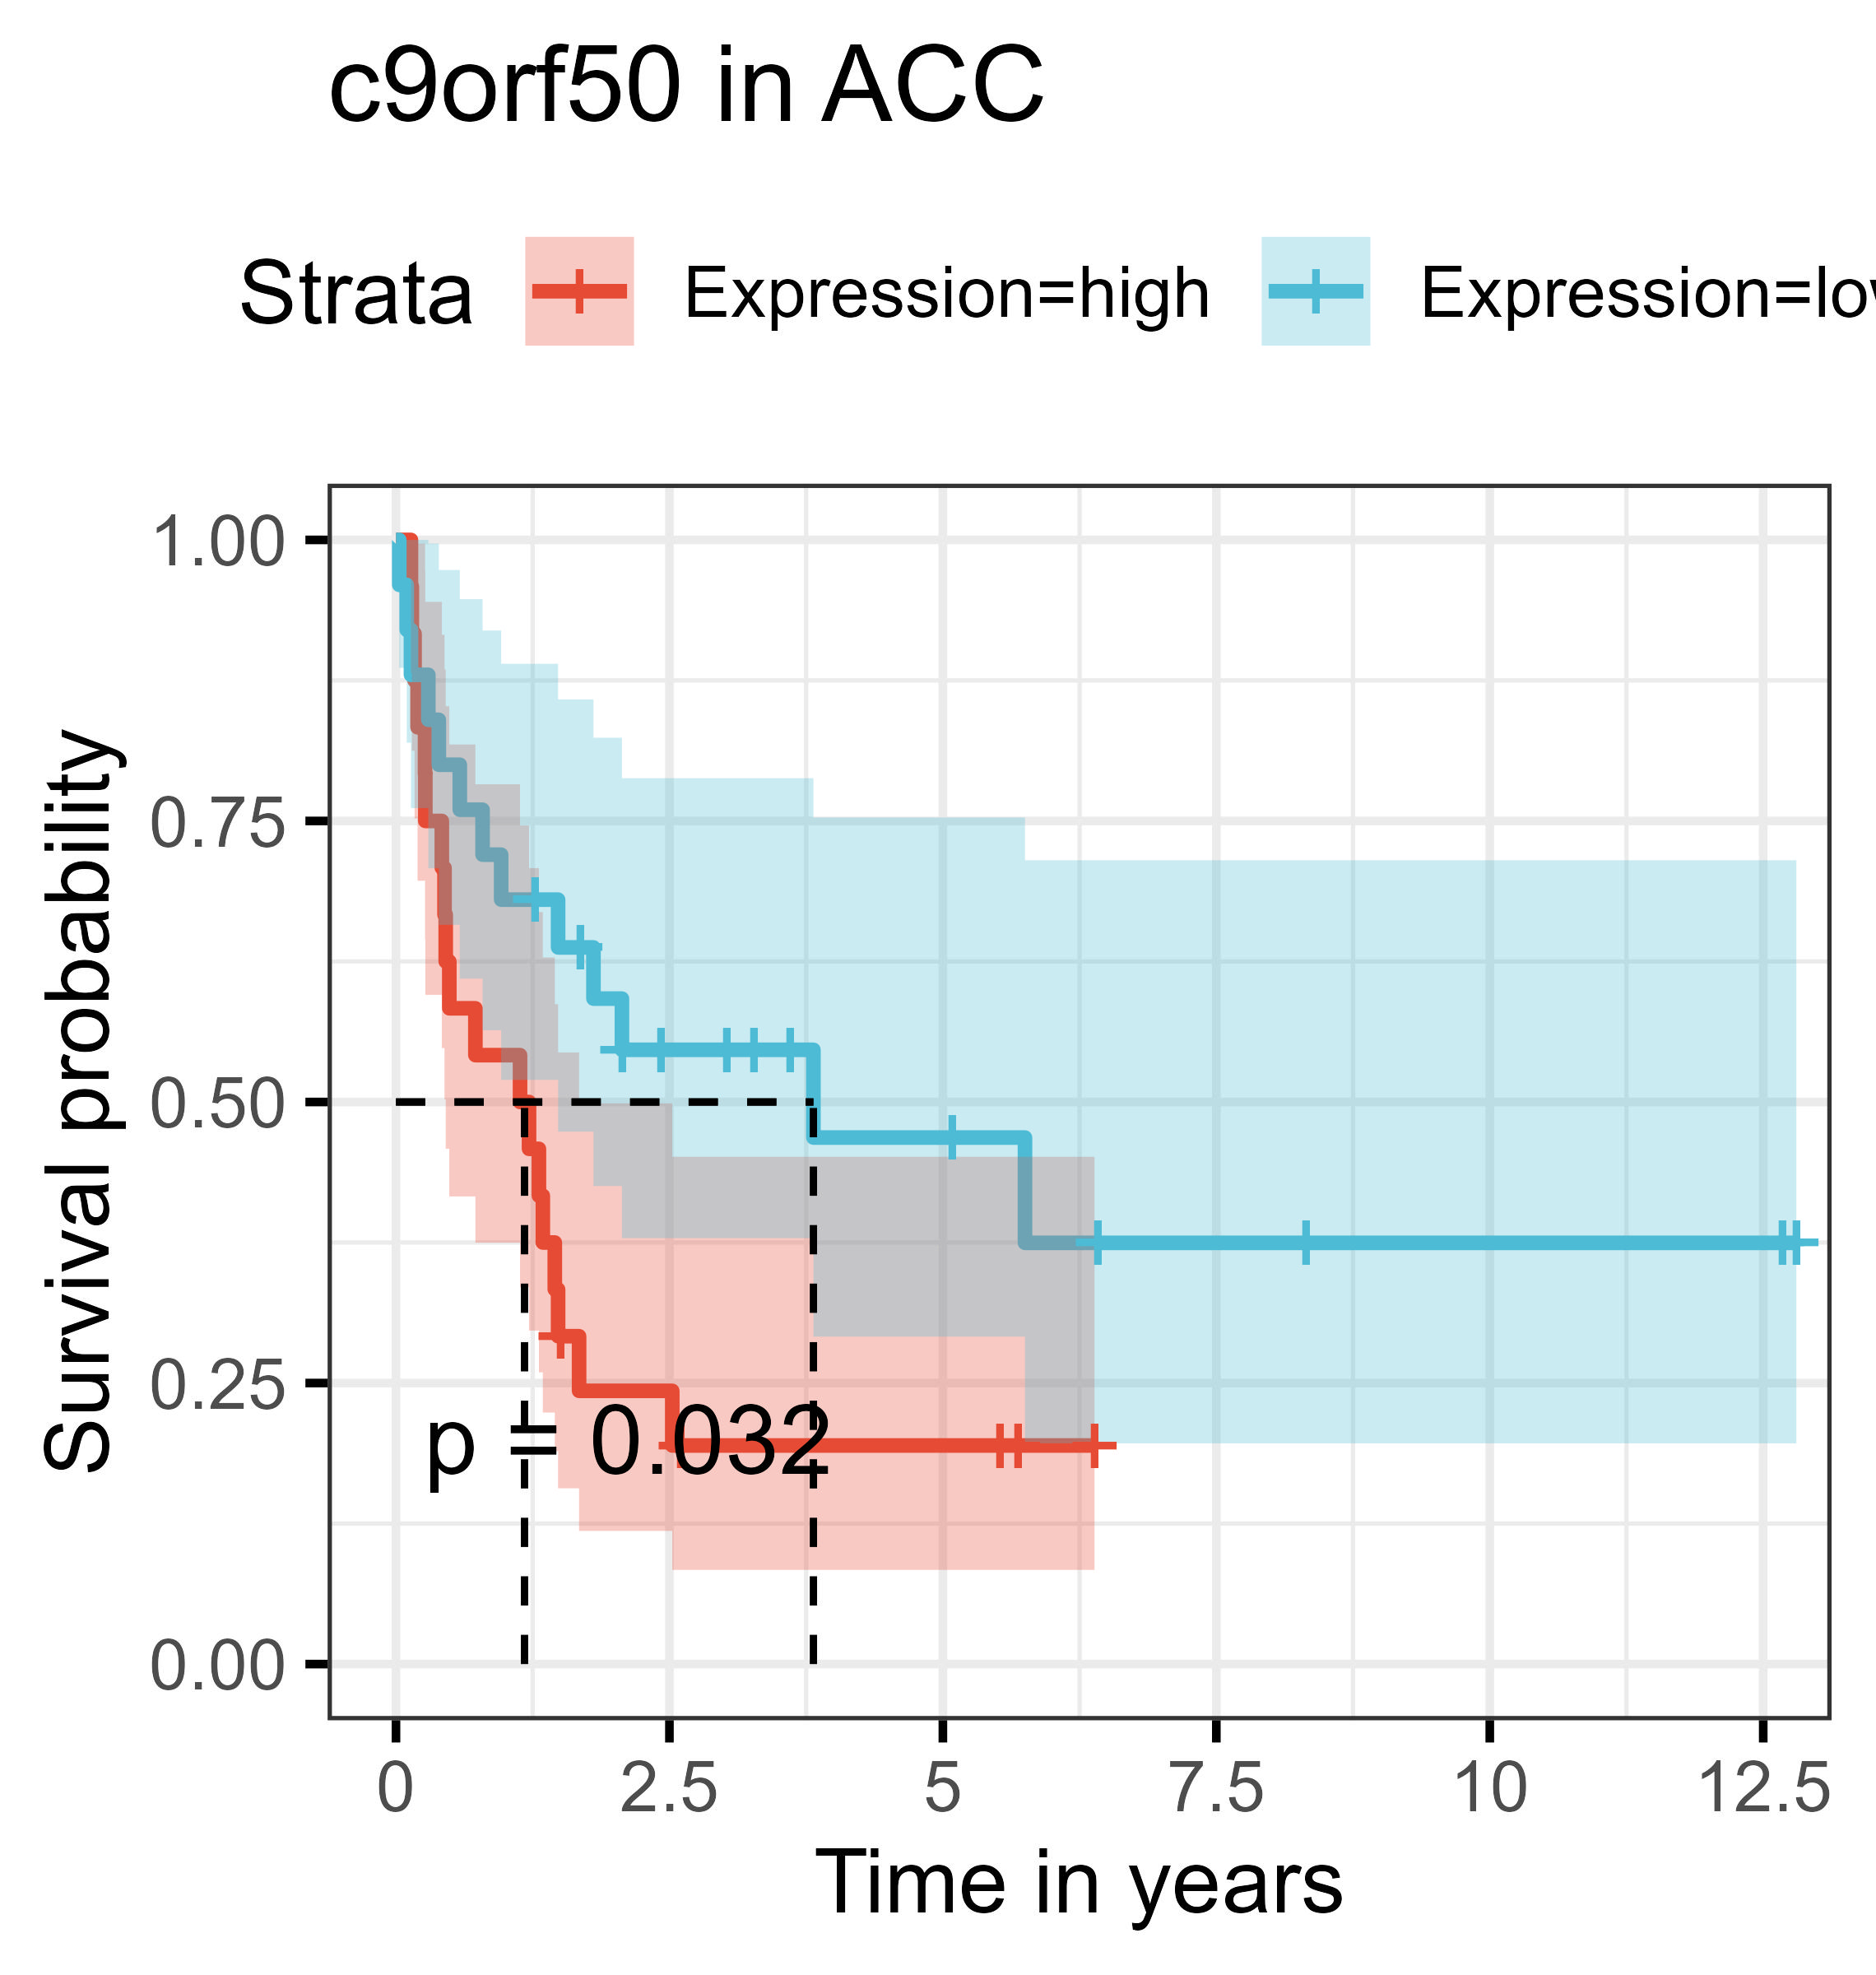 c9orf50 in ACC
Strata Expression=high Expression=lo
1.00
0.75
0.50
0.25
0.00
Survival probability
p = 0.032
0 2.5 5 7.5 10 12.5
Time in years